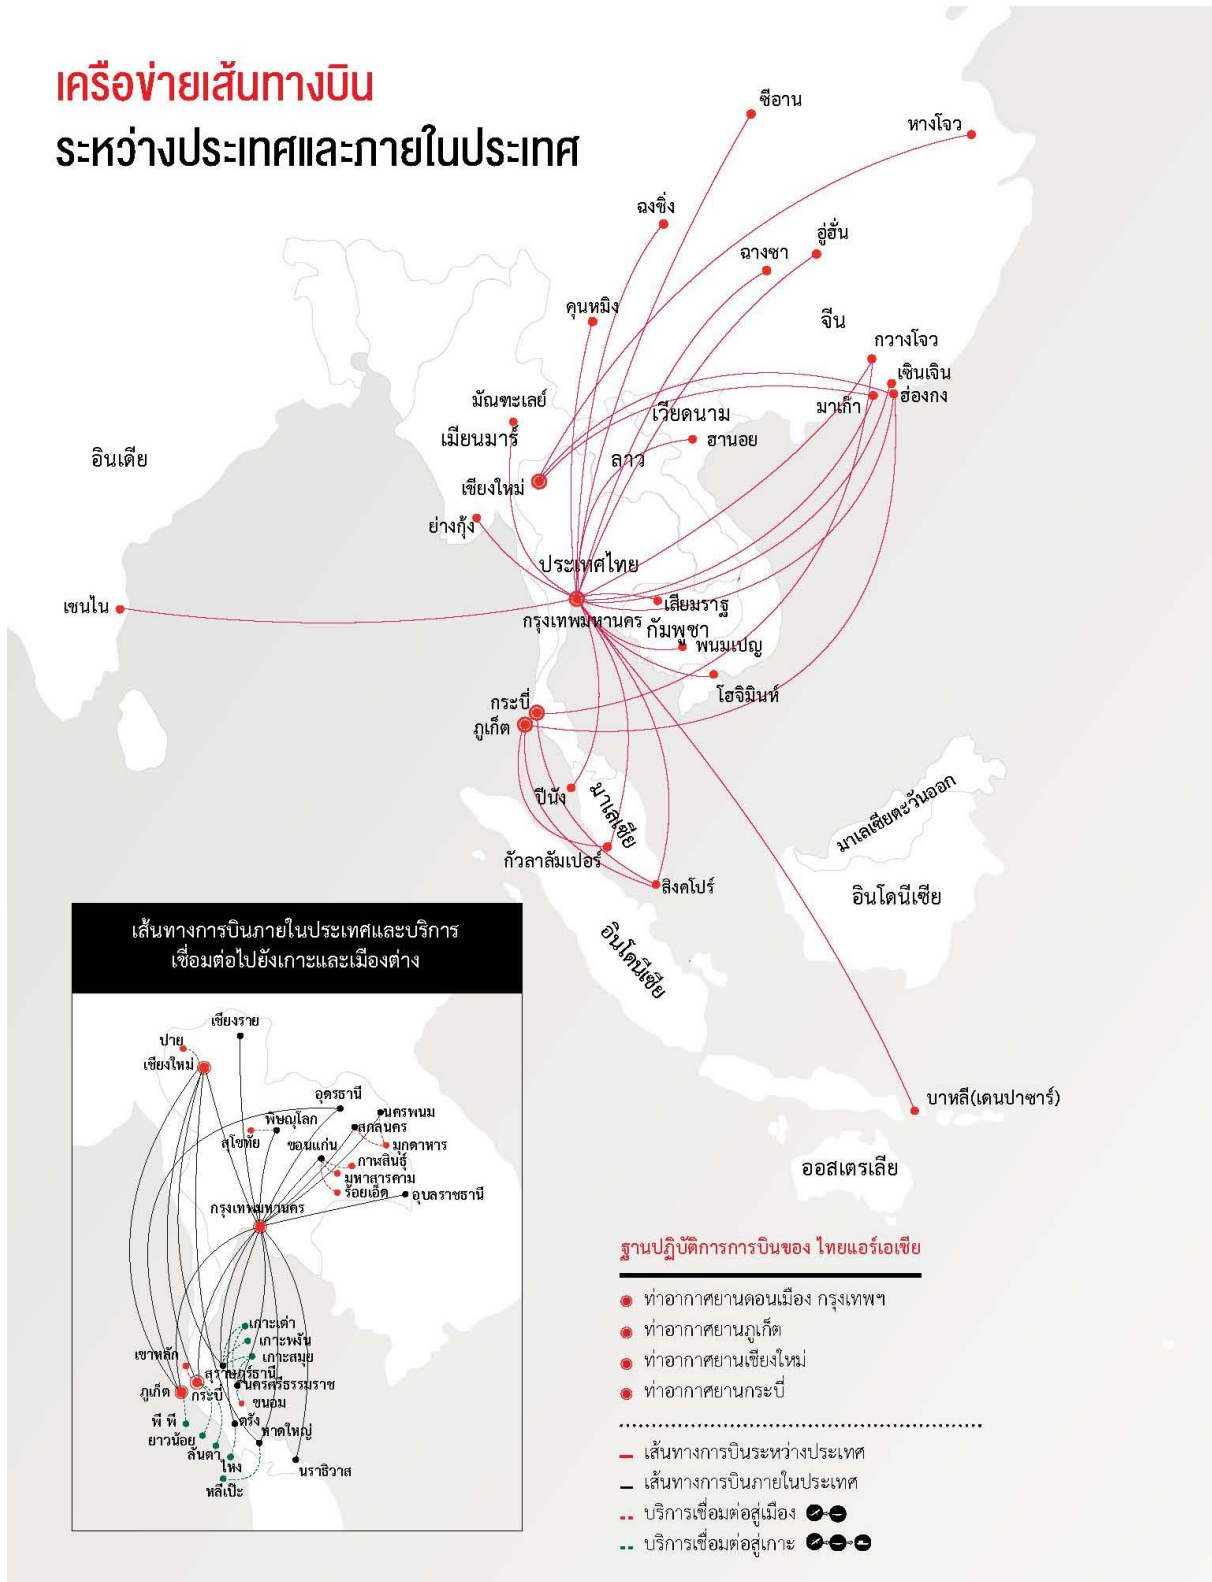 เครือข่ายเส้นทางบิน
ระหว่างประเทศและภายในประเทศ
ซีอาน
หางโจว
ฉงชิ่ง
อู่ฮั่น
ฉางซา
คุนหมิง
จีน
กวางโจว
เซินเจิน
ฮ่องกง
มาเก๊า
มัณฑะเลย์
เมียนมาร์
เวียดนาม
ฮานอย
ลาว
อินเดีย
เชียงใหม่
ย่างกุ้ง
ประเทศไทย
เชนไน
เสียมราฐ
กรุงเทพมหานคร
กัมพูชา
พนมเปญ
โฮจิมินห์
กระบี่
ภูเก็ต
ปีนัง
มาเลเซีย
มาเลเซียตะวันออก
กัวลาลัมเปอร์
สิงคโปร์
อินโดนีเซีย
อินโดนีเซีย
บาหลี(เดนปาซาร์)
ออสเตรเลีย
เส้นทางการบินภายในประเทศและบริการ
เชื่อมต่อไปยังเกาะและเมืองต่าง
เชียงราย
ปาย
เชียงใหม่
อุดรธานี
นครพนม
พิษณุโลก
สกลนคร
สุโขทัย
ขอนแก่น
มุกดาหาร
กาฬสินธุ์
มหาสารคาม
ร้อยเอ็ด
อุบลราชธานี
กรุงเทพมหานคร
เกาะเต่า
เกาะพงัน
เกาะสมุย
เขาหลัก
สุราษฎร์ธานี
นครศรีธรรมราช
ภูเก็ต
กระบี่
ขนอม
พี พี
ตรัง
หาดใหญ่
ยาวน้อย
ลันตา
ไหง
นราธิวาส
หลีเป๊ะ
ฐานปฏิบัติการการบินของ ไทยแอร์เอเชีย
ท่าอากาศยานดอนเมือง กรุงเทพฯ
ท่าอากาศยานภูเก็ต
ท่าอากาศยานเชียงใหม่
ท่าอากาศยานกระบี่
เส้นทางการบินระหว่างประเทศ
เส้นทางการบินภายในประเทศ
บริการเชื่อมต่อสู่เมือง
บริการเชื่อมต่อสู่เกาะ